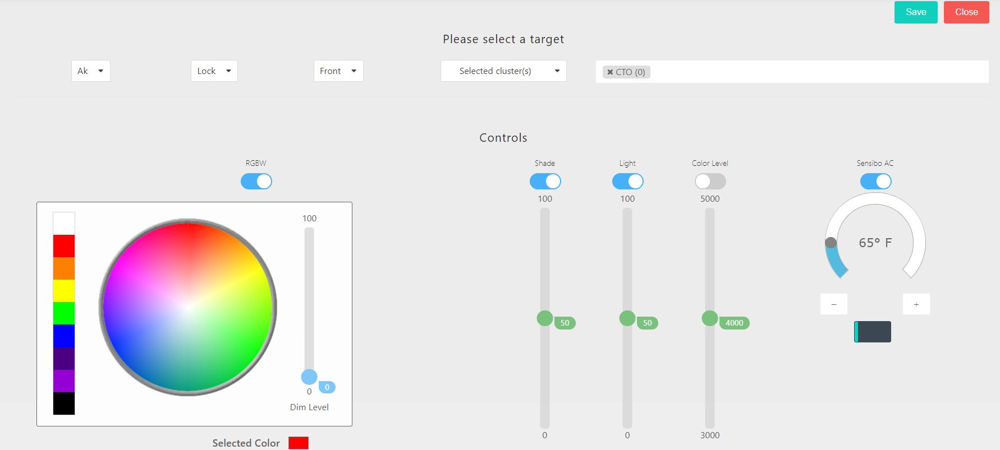 Save Close
Please select a target
Ak Lock Front Selected cluster(s) ✖ CTO (0)
Controls
RGBW Shade Light Color Level Sensibo AC
100 100 5000
100
65° F
− +
50 50 4000
0 0
Dim Level
0 0 3000
Selected Color